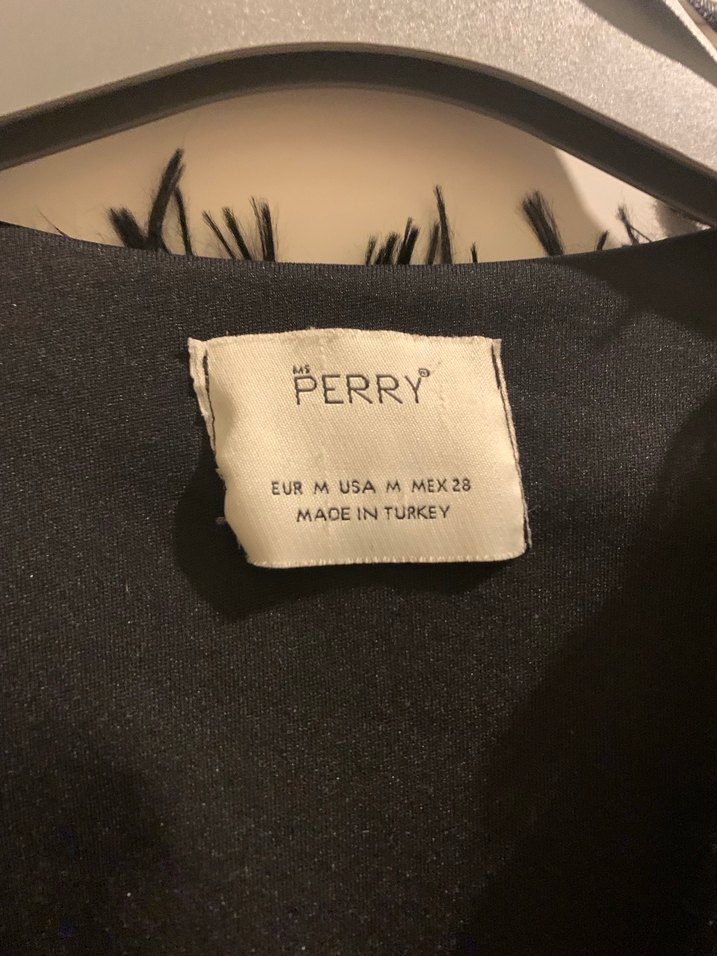 MS
PERRY®
EUR M USA M MEX 28
MADE IN TURKEY